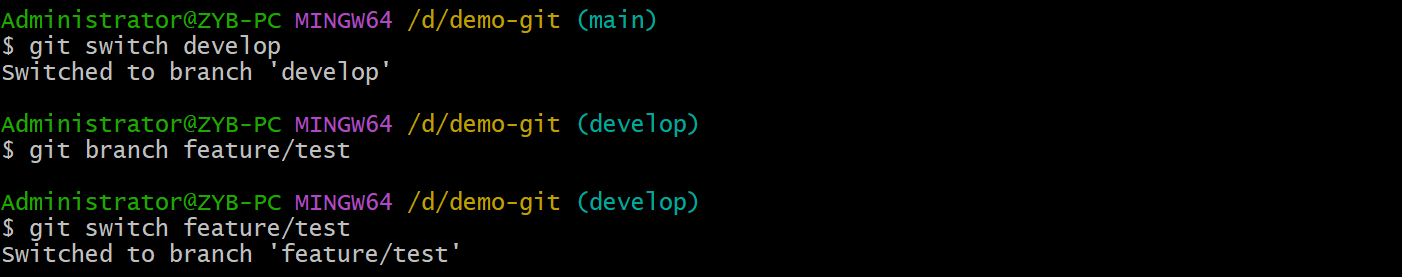 Administrator@ZYB-PC MINGW64 /d/demo-git (main)
$ git switch develop
Switched to branch 'develop'
Administrator@ZYB-PC MINGW64 /d/demo-git (develop)
$ git branch feature/test
Administrator@ZYB-PC MINGW64 /d/demo-git (develop)
$ git switch feature/test
Switched to branch 'feature/test'